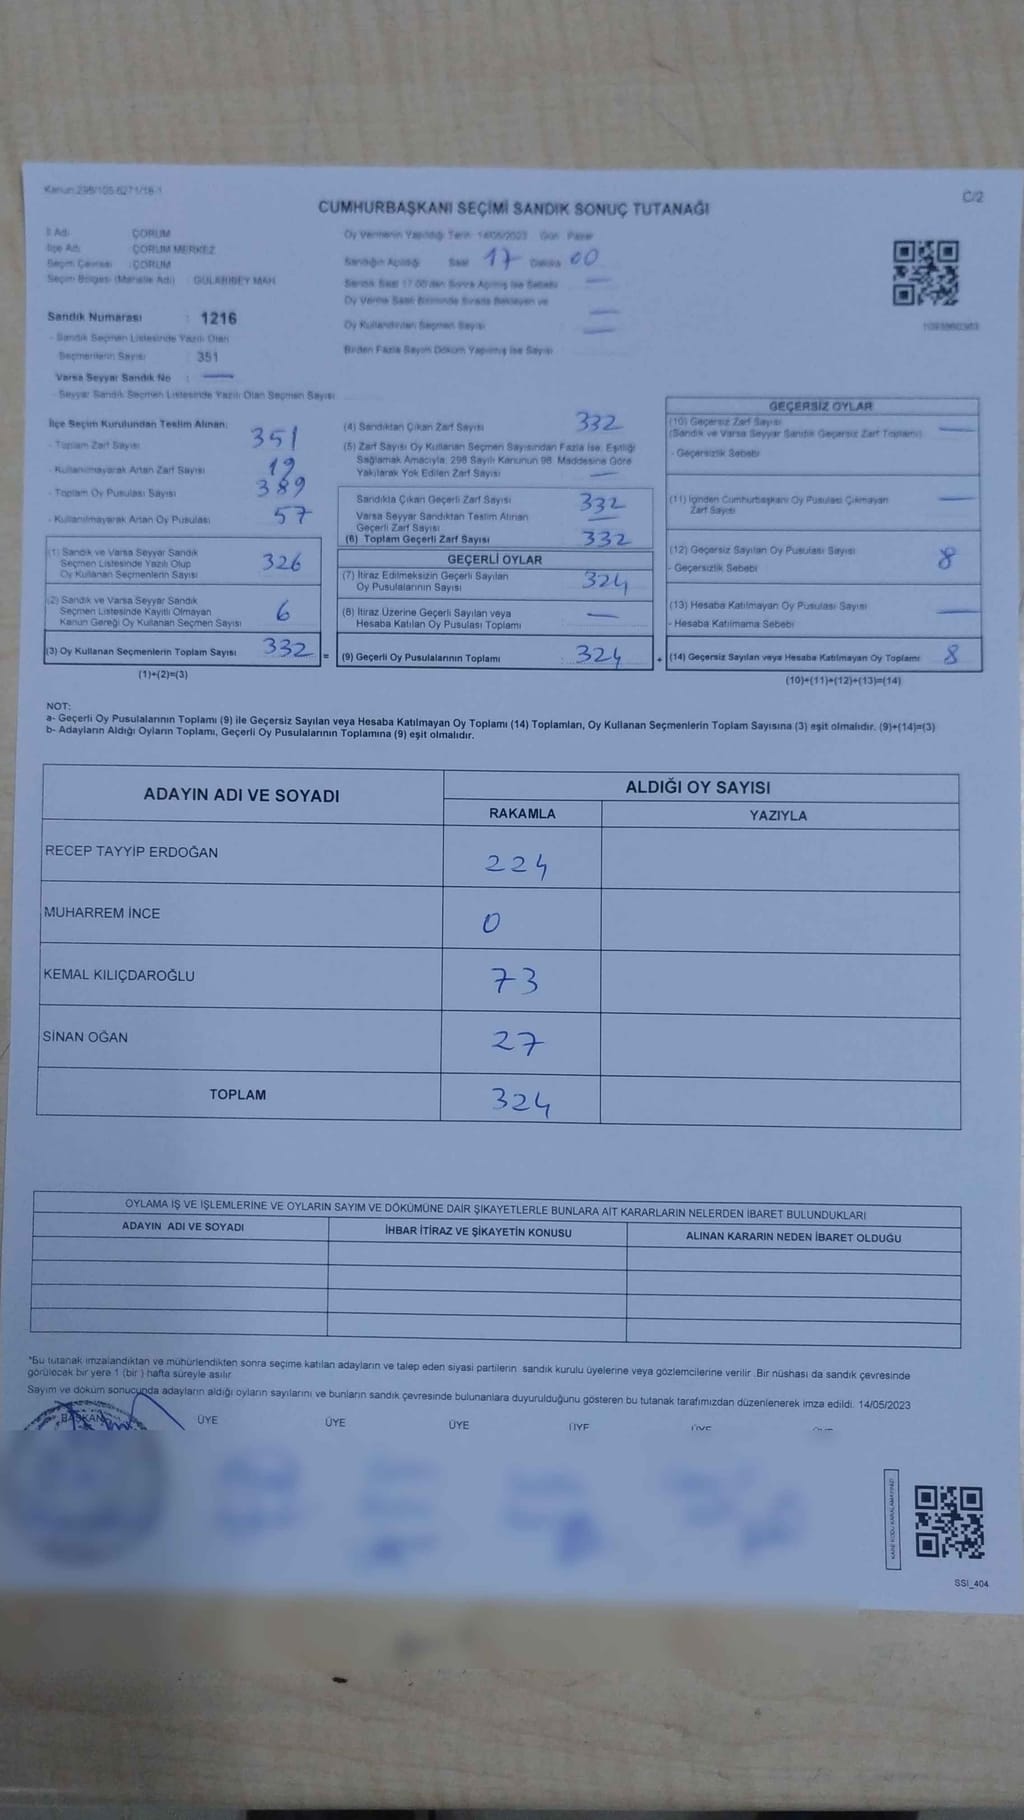 Kanun:298/105-6271/18-1
C/2
CUMHURBAŞKANI SEÇİMİ SANDIK SONUÇ TUTANAĞI
İl Adı ÇORUM
İlçe Adı ÇORUM MERKEZ
Seçim Çevresi : ÇORUM
Seçim Bölgesi (Mahalle Adı) : GÜLABİBEY MAH
Sandık Numarası : 1216
- Sandık Seçmen Listesinde Yazılı Olan
Seçmenlerin Sayısı : 351
Varsa Seyyar Sandık No : —
- Seyyar Sandık Seçmen Listesinde Yazılı Olan Seçmen Sayısı
Oy Vermenin Yapıldığı Tarih 14/05/2023 Gün Pazar
Sandığın Açıldığı Saat 17 Dakika 00
Sandık Saat 17.00'den Sonra Açılmış İse Sebebi —
Oy Verme Saati Bitiminde Sırada Bekleyen ve
Oy Kullandırılan Seçmen Sayısı —
Birden Fazla Sayım Döküm Yapılmış İse Sayısı
İlçe Seçim Kurulundan Teslim Alınan:
- Toplam Zarf Sayısı 351
- Kullanılmayarak Artan Zarf Sayısı 19
- Toplam Oy Pusulası Sayısı 389
- Kullanılmayarak Artan Oy Pusulası 57
(1) Sandık ve Varsa Seyyar Sandık
Seçmen Listesinde Yazılı Olup
Oy Kullanan Seçmenlerin Sayısı 326
(2) Sandık ve Varsa Seyyar Sandık
Seçmen Listesinde Kayıtlı Olmayan
Kanun Gereği Oy Kullanan Seçmen Sayısı 6
(3) Oy Kullanan Seçmenlerin Toplam Sayısı 332 =
(1)+(2)=(3)
(4) Sandıktan Çıkan Zarf Sayısı 332
(5) Zarf Sayısı Oy Kullanan Seçmen Sayısından Fazla İse, Eşitliği
Sağlamak Amacıyla, 298 Sayılı Kanunun 98. Maddesine Göre
Yakılarak Yok Edilen Zarf Sayısı —
Sandıkla Çıkan Geçerli Zarf Sayısı 332
Varsa Seyyar Sandıktan Teslim Alınan
Geçerli Zarf Sayısı —
(6) Toplam Geçerli Zarf Sayısı 332
GEÇERLİ OYLAR
(7) İtiraz Edilmeksizin Geçerli Sayılan
Oy Pusulalarının Sayısı 324
(8) İtiraz Üzerine Geçerli Sayılan veya
Hesaba Katılan Oy Pusulası Toplamı —
(9) Geçerli Oy Pusulalarının Toplamı 324 +
GEÇERSİZ OYLAR
(10) Geçersiz Zarf Sayısı
(Sandık ve Varsa Seyyar Sandık Geçersiz Zarf Toplamı) —
- Geçersizlik Sebebi
(11) İçinden Cumhurbaşkanı Oy Pusulası Çıkmayan
Zarf Sayısı —
(12) Geçersiz Sayılan Oy Pusulası Sayısı 8
- Geçersizlik Sebebi
(13) Hesaba Katılmayan Oy Pusulası Sayısı —
- Hesaba Katılmama Sebebi
(14) Geçersiz Sayılan veya Hesaba Katılmayan Oy Toplamı 8
(10)+(11)+(12)+(13)=(14)
NOT:
a- Geçerli Oy Pusulalarının Toplamı (9) ile Geçersiz Sayılan veya Hesaba Katılmayan Oy Toplamı (14) Toplamları, Oy Kullanan Seçmenlerin Toplam Sayısına (3) eşit olmalıdır. (9)+(14)=(3)
b- Adayların Aldığı Oyların Toplamı, Geçerli Oy Pusulalarının Toplamına (9) eşit olmalıdır.
ADAYIN ADI VE SOYADI
ALDIĞI OY SAYISI
RAKAMLA YAZIYLA
RECEP TAYYİP ERDOĞAN 224
MUHARREM İNCE 0
KEMAL KILIÇDAROĞLU 73
SİNAN OĞAN 27
TOPLAM 324
OYLAMA İŞ VE İŞLEMLERİNE VE OYLARIN SAYIM VE DÖKÜMÜNE DAİR ŞİKAYETLERLE BUNLARA AİT KARARLARIN NELERDEN İBARET BULUNDUKLARI
ADAYIN ADI VE SOYADI İHBAR İTİRAZ VE ŞİKAYETİN KONUSU ALINAN KARARIN NEDEN İBARET OLDUĞU
*Bu tutanak imzalandıktan ve mühürlendikten sonra seçime katılan adayların ve talep eden siyasi partilerin sandık kurulu üyelerine veya gözlemcilerine verilir. Bir nüshası da sandık çevresinde
görülecek bir yere 1 (bir ) hafta süreyle asılır
Sayım ve döküm sonucunda adayların aldığı oyların sayılarını ve bunların sandık çevresinde bulunanlara duyurulduğunu gösteren bu tutanak tarafımızdan düzenlenerek imza edildi. 14/05/2023
BAŞKAN ÜYE ÜYE ÜYE ÜYE ÜYE
KARE KODU KARALAMAYINIZ!
SSI_404